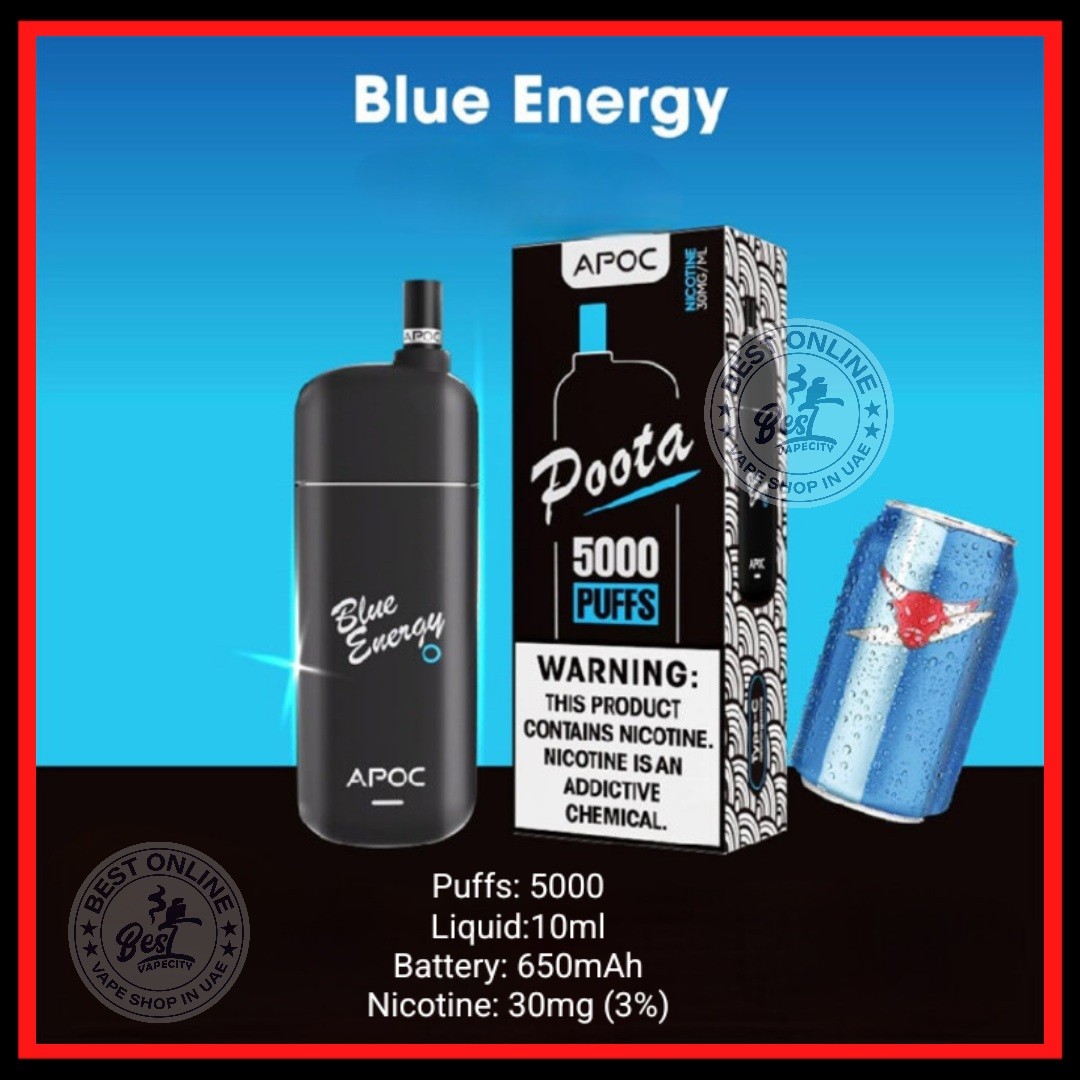 Blue Energy
APOC
NICOTINE
30MG/ML
APOC
Poota
5000
PUFFS
Blue
Energy
APOC
APOC
WARNING:
THIS PRODUCT
CONTAINS NICOTINE.
NICOTINE IS AN
ADDICTIVE
CHEMICAL.
BEST ONLINE
Best
VAPECITY
VAPE SHOP IN UAE
Puffs: 5000
Liquid:10ml
Battery: 650mAh
Nicotine: 30mg (3%)
BEST ONLINE
Best
VAPECITY
VAPE SHOP IN UAE